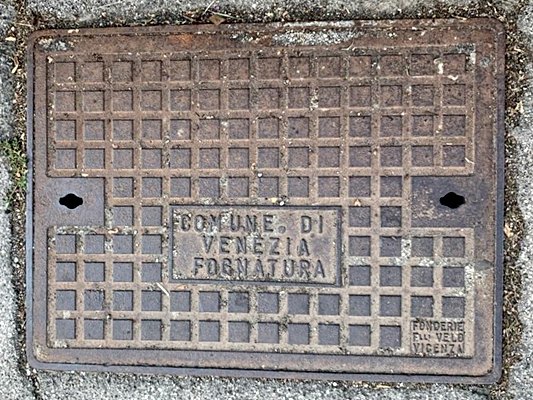 COMUNE. DI
VENEZIA
FOGNATURA
FONDERIE
F.LLI VELO
VICENZA